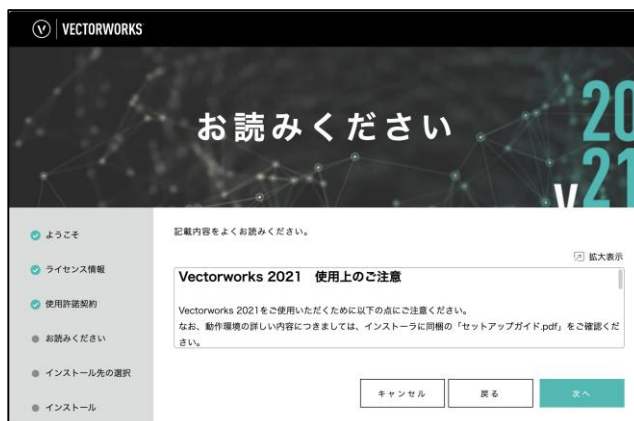 VECTORWORKS
お読みください
20
v21
ようこそ
ライセンス情報
使用許諾契約
お読みください
インストール先の選択
インストール
記載内容をよくお読みください。
拡大表示
Vectorworks 2021　使用上のご注意
Vectorworks 2021をご使用いただくために以下の点にご注意ください。
なお、動作環境の詳しい内容につきましては、インストーラに同梱の「セットアップガイド.pdf」をご確認くだ
さい。
キャンセル
戻る
次へ